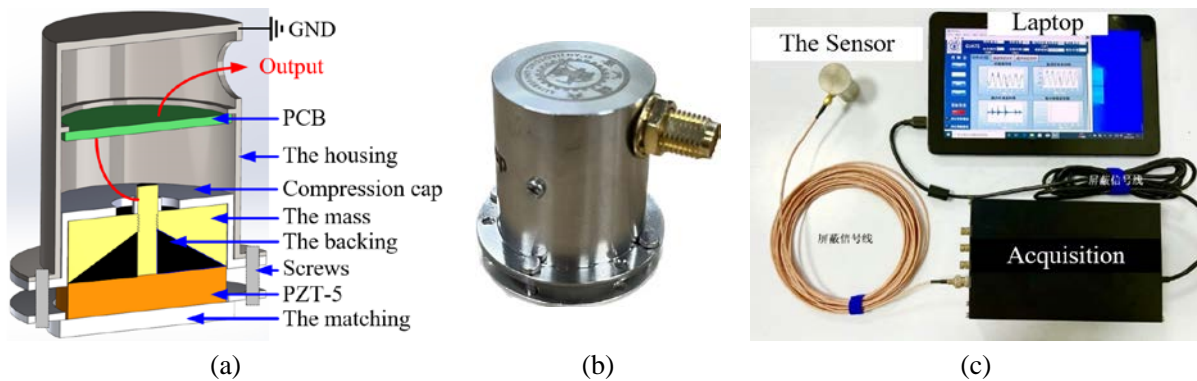 GND
Output
PCB
The housing
Compression cap
The mass
The backing
Screws
PZT-5
The matching
(a)
(b)
The Sensor
Laptop
屏蔽信号线
屏蔽信号线
Acquisition
(c)